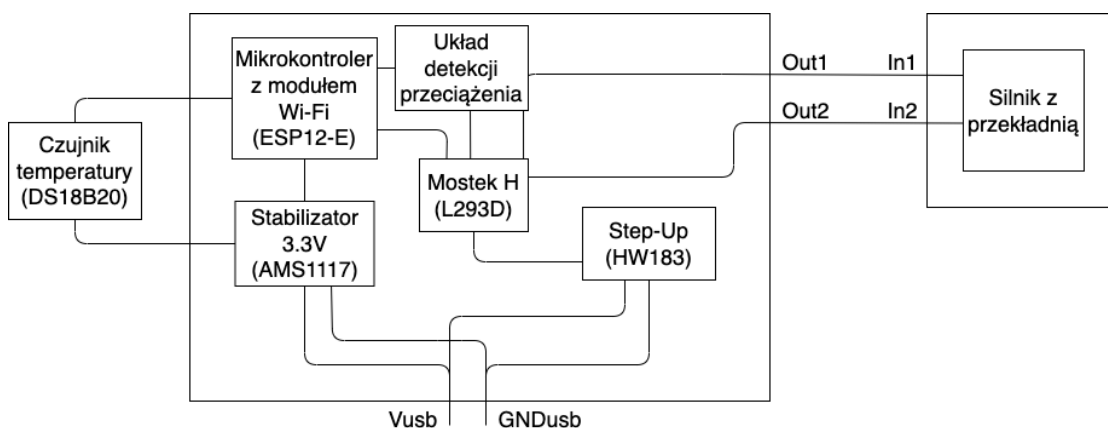 Mikrokontroler
z modułem
Wi-Fi
(ESP12-E)
Układ
detekcji
przeciążenia
Out1
In1
Out2
In2
Silnik z
przekładnią
Czujnik
temperatury
(DS18B20)
Mostek H
(L293D)
Stabilizator
3.3V
(AMS1117)
Step-Up
(HW183)
Vusb
GNDusb